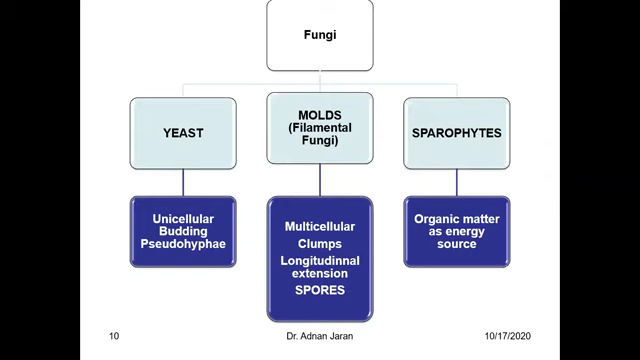 Fungi
YEAST
MOLDS
(Filamental
Fungi)
SPAROPHYTES
Unicellular
Budding
Pseudohyphae
Multicellular
Clumps
Longitudinnal
extension
SPORES
Organic matter
as energy
source
10
Dr. Adnan Jaran
10/17/2020